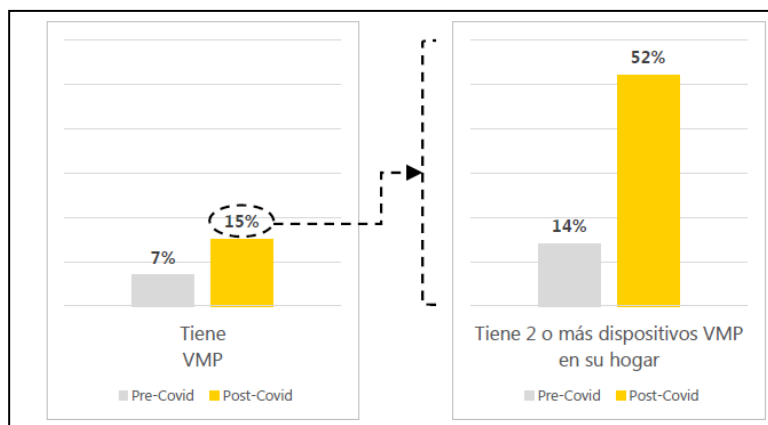 15%
7%
Tiene
VMP
Pre-Covid Post-Covid
52%
14%
Tiene 2 o más dispositivos VMP
en su hogar
Pre-Covid Post-Covid